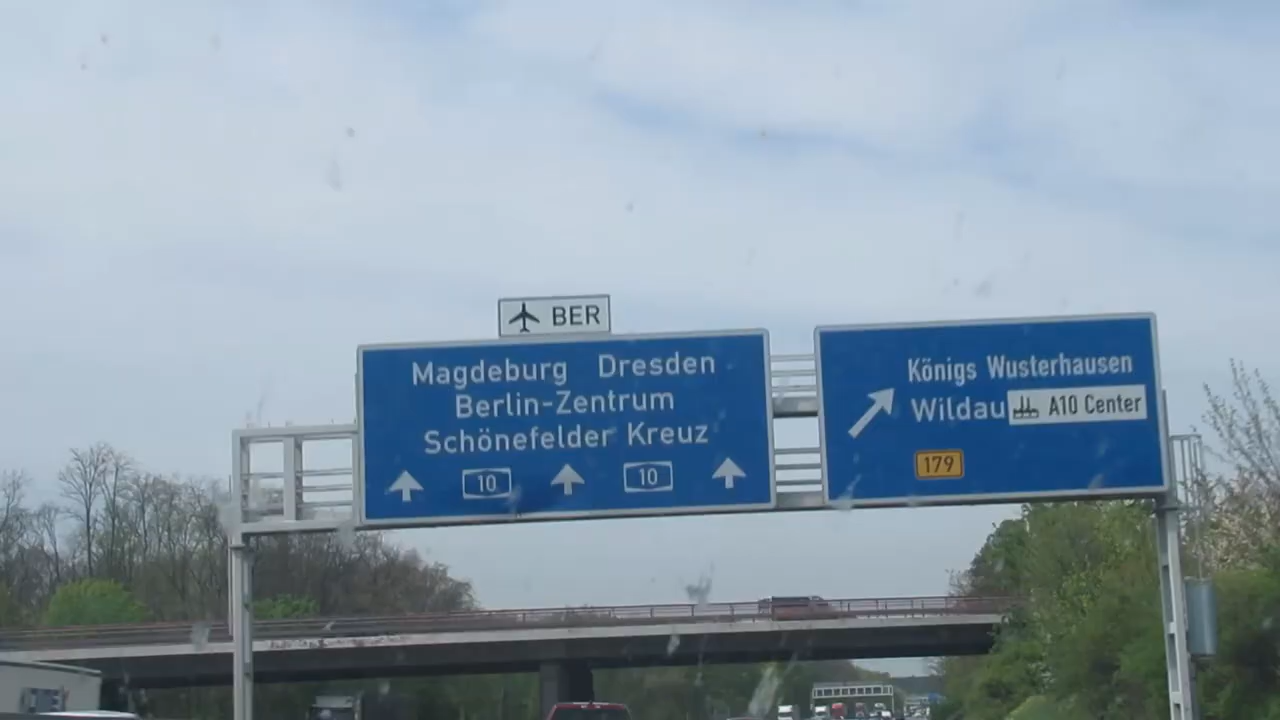 BER
Magdeburg Dresden
Berlin-Zentrum
Schönefelder Kreuz
10 10
Königs Wusterhausen
Wildau A10 Center
179